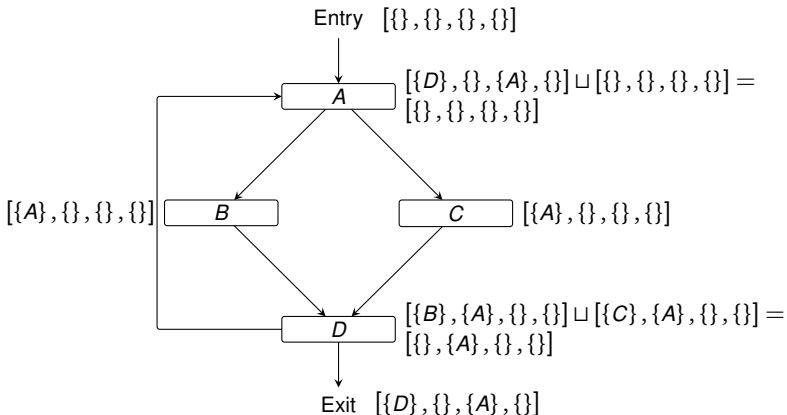 Entry [{}, {}, {}, {}]
A
[{D}, {}, {A}, {}] ⊔ [{}, {}, {}, {}] =
[{}, {}, {}, {}]
[{A}, {}, {}, {}]
B
C
[{A}, {}, {}, {}]
[{B}, {A}, {}, {}] ⊔ [{C}, {A}, {}, {}] =
D
[{}, {A}, {}, {}]
Exit [{D}, {}, {A}, {}]